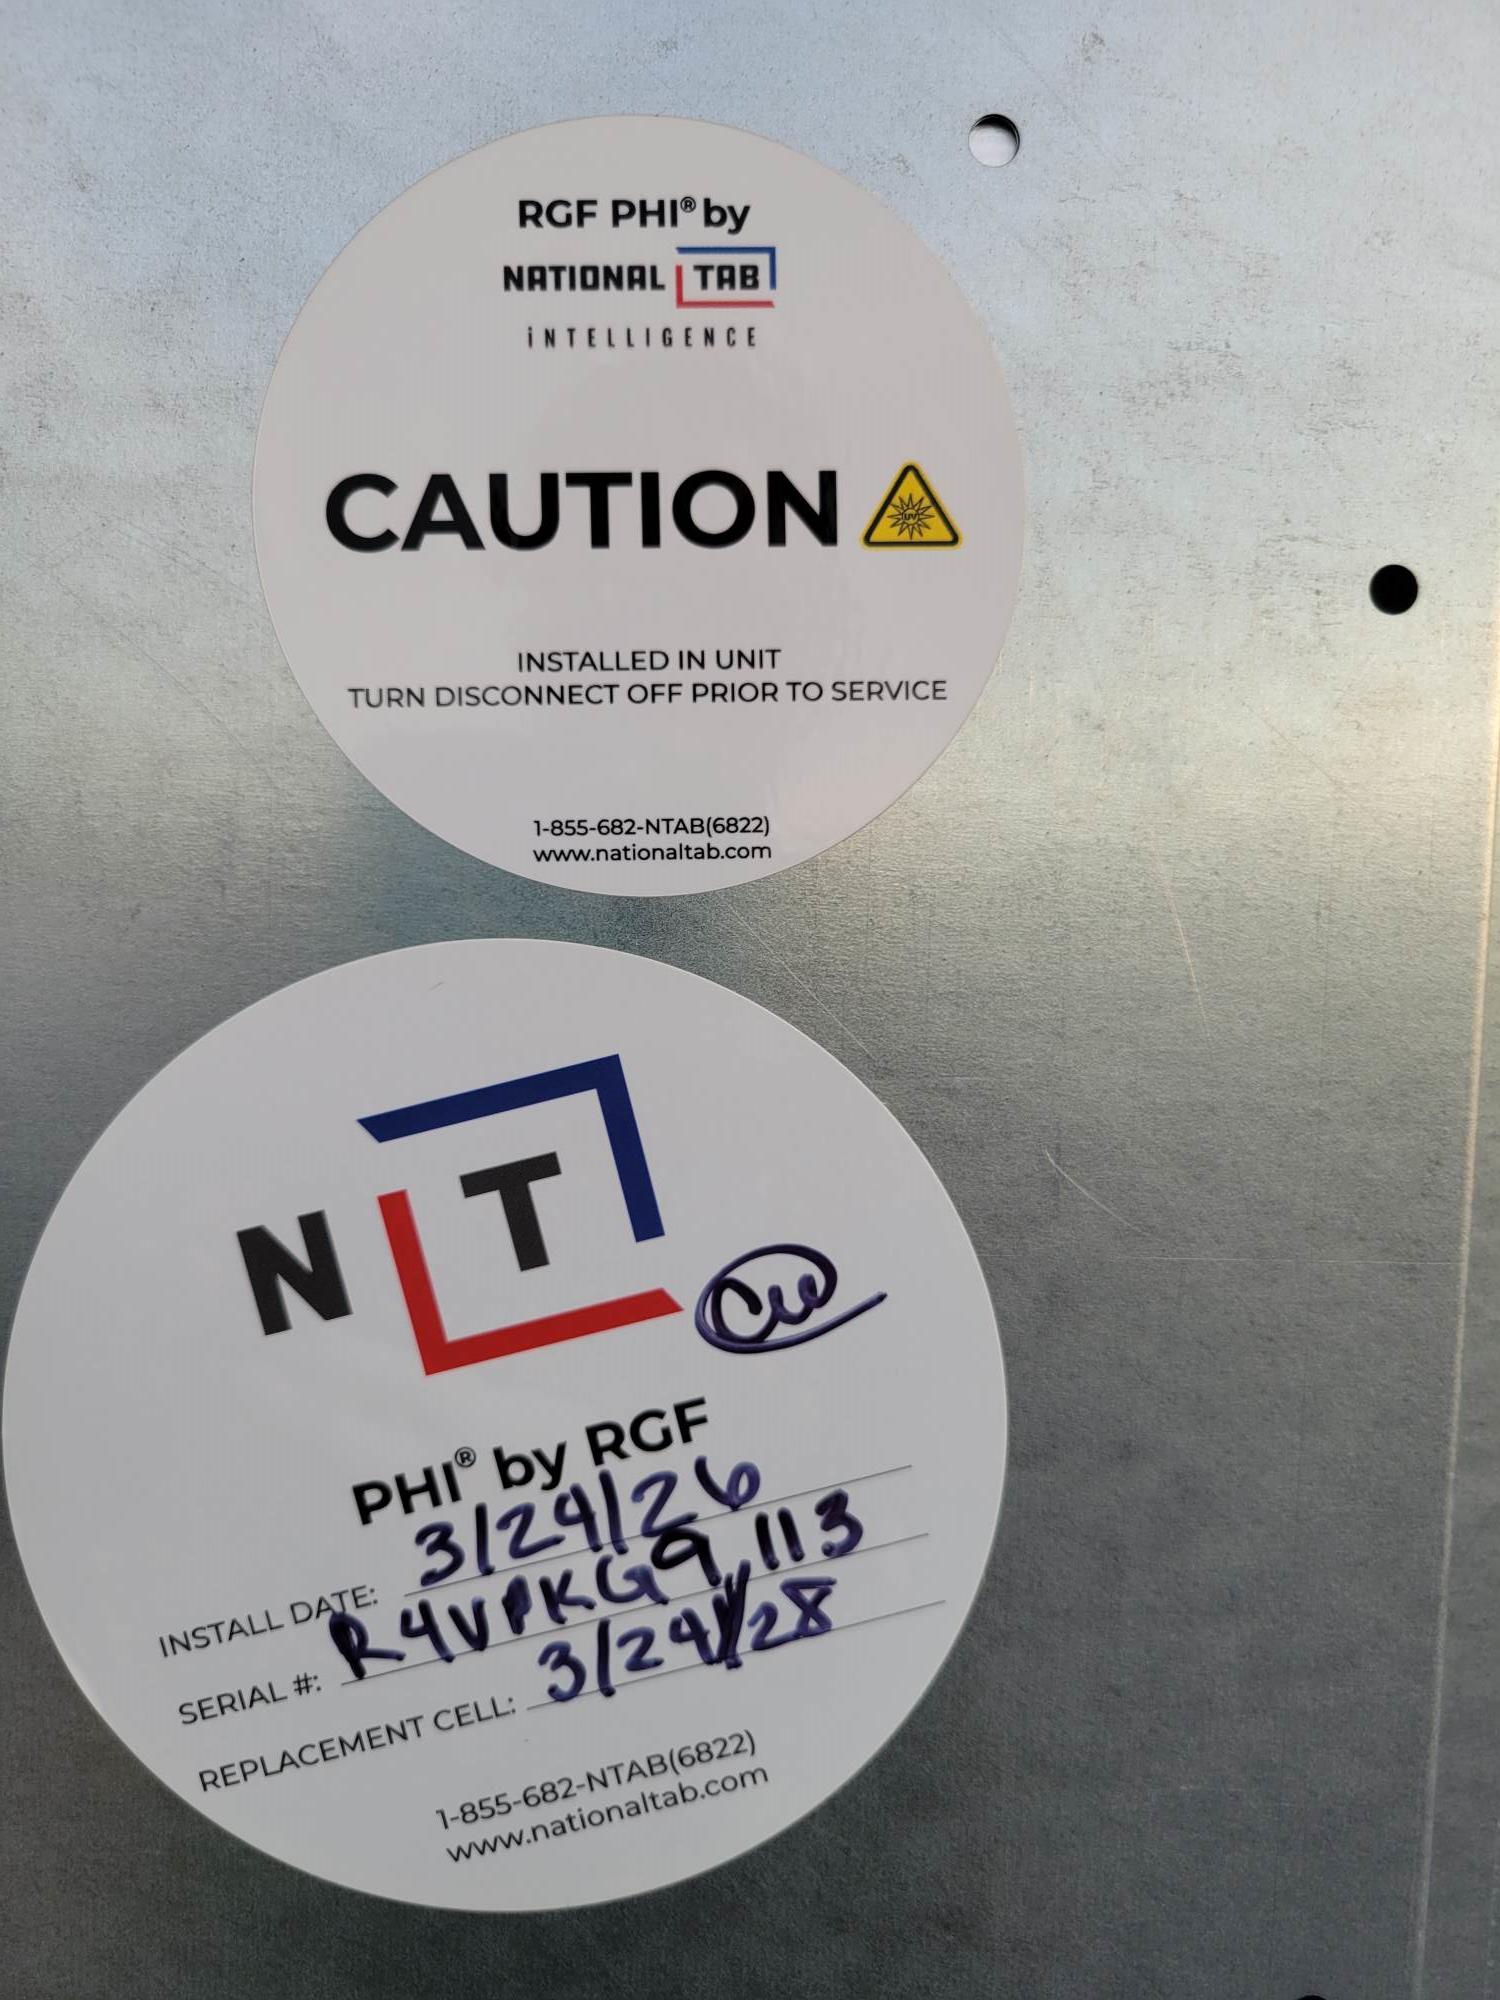 RGF PHI® by
NATIONAL TAB
iNTELLIGENCE
CAUTION UV
INSTALLED IN UNIT
TURN DISCONNECT OFF PRIOR TO SERVICE
1-855-682-NTAB(6822)
www.nationaltab.com
N T
CW
PHI® by RGF
INSTALL DATE: 3/24/26
SERIAL #: R4VPKG9,113
REPLACEMENT CELL: 3/24/28
1-855-682-NTAB(6822)
www.nationaltab.com